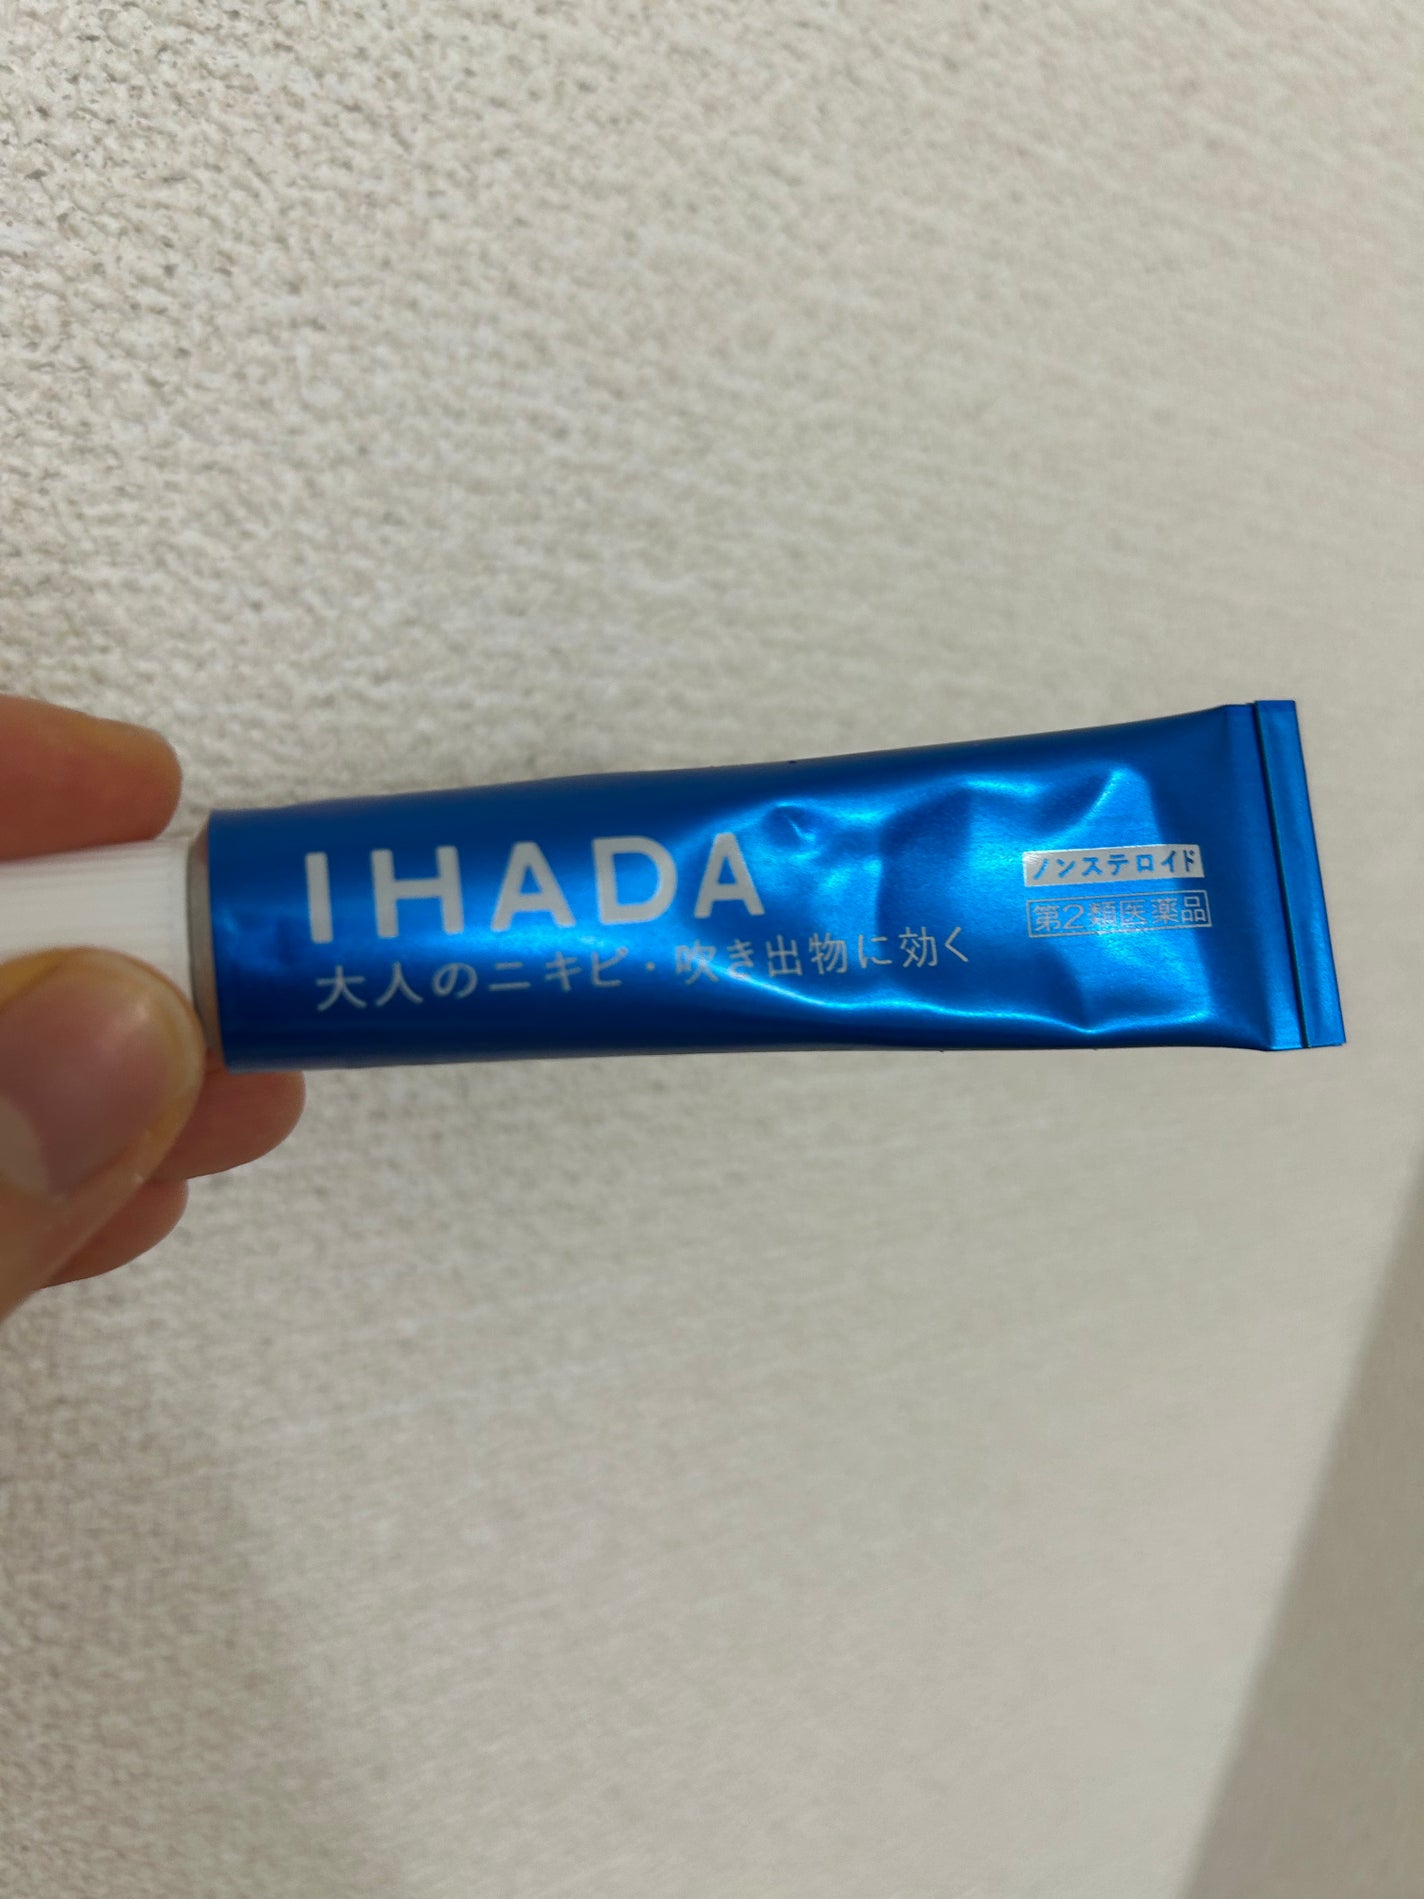 IHADA
大人のニキビ・吹き出物に効く
ノンステロイド
第2類医薬品